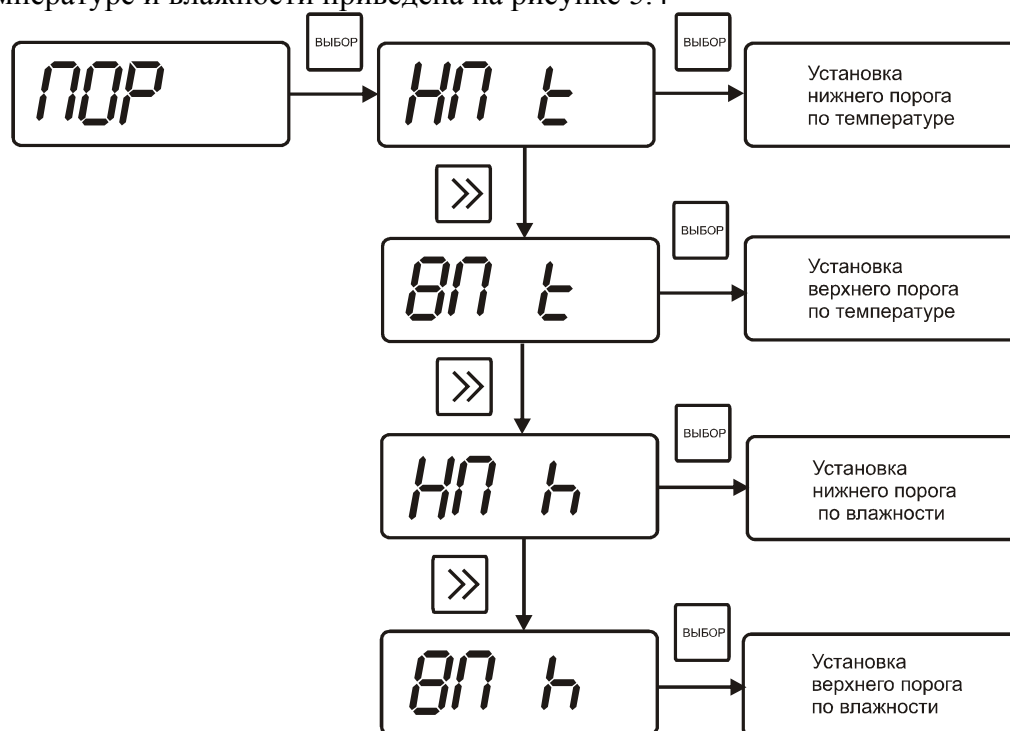 температуре и влажности приведена на рисунке 5.4
ВЫБОР
ВЫБОР
ПОР
НП t
Установка
нижнего порога
по температуре
>>
ВЫБОР
ВП t
Установка
верхнего порога
по температуре
>>
ВЫБОР
НП h
Установка
нижнего порога
по влажности
>>
ВЫБОР
ВП h
Установка
верхнего порога
по влажности